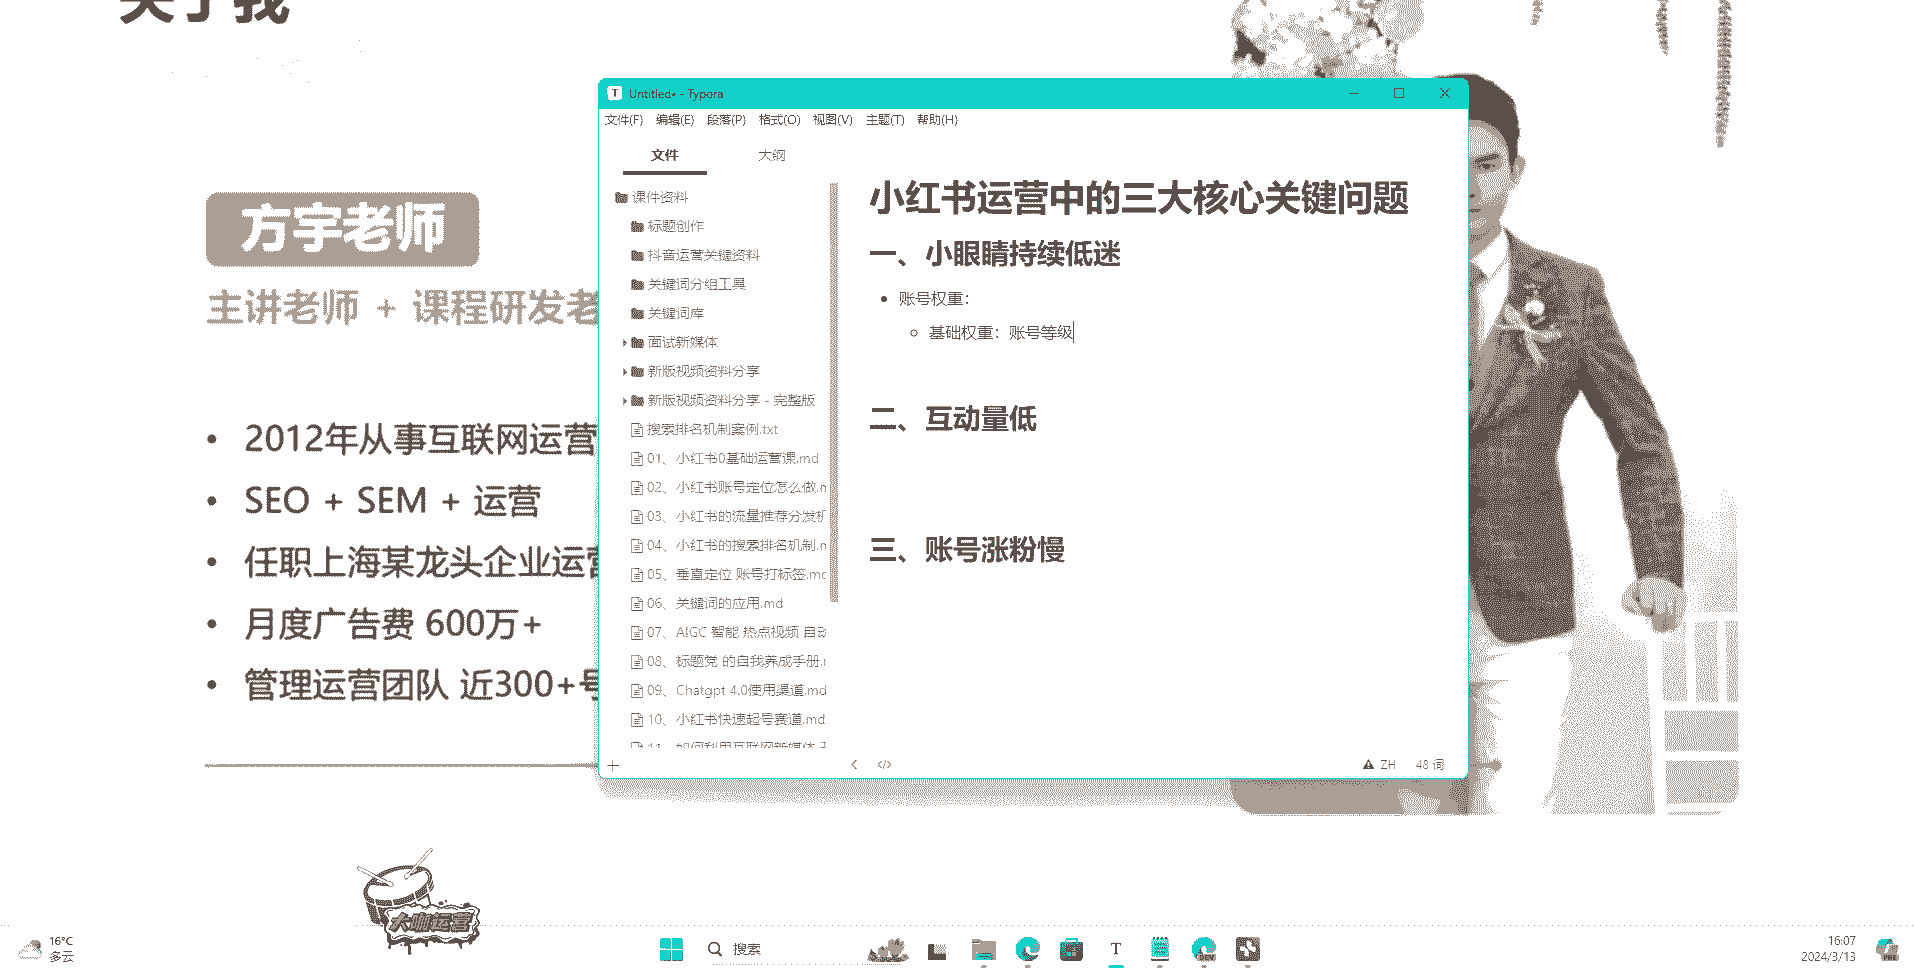 关于我
方宇老师
主讲老师 + 课程研发老
• 2012年从事互联网运营
• SEO + SEM + 运营
• 任职上海某龙头企业运营
• 月度广告费 600万+
• 管理运营团队 近300+号
Untitled• - Typora
文件(F) 编辑(E) 段落(P) 格式(O) 视图(V) 主题(T) 帮助(H)
文件 大纲
课件资料
标题创作
抖音运营关键资料
关键词分组工具
关键词库
面试新媒体
新版视频资料分享
新版视频资料分享 - 完整版
搜索排名机制案例.txt
01、小红书0基础运营课.md
02、小红书账号定位怎么做.m
03、小红书的流量推荐分发机
04、小红书的搜索排名机制.m
05、垂直定位 账号打标签.md
06、关键词的应用.md
07、AIGC 智能 热点视频 自动
08、标题党 的自我养成手册.m
09、Chatgpt 4.0使用渠道.md
10、小红书快速起号赛道.md
小红书运营中的三大核心关键问题
一、小眼睛持续低迷
• 账号权重：
○ 基础权重：账号等级
二、互动量低
三、账号涨粉慢
ZH 48 词
大咖运营
16°C
多云
搜索
T
DEV
16:07
2024/3/13
PRE